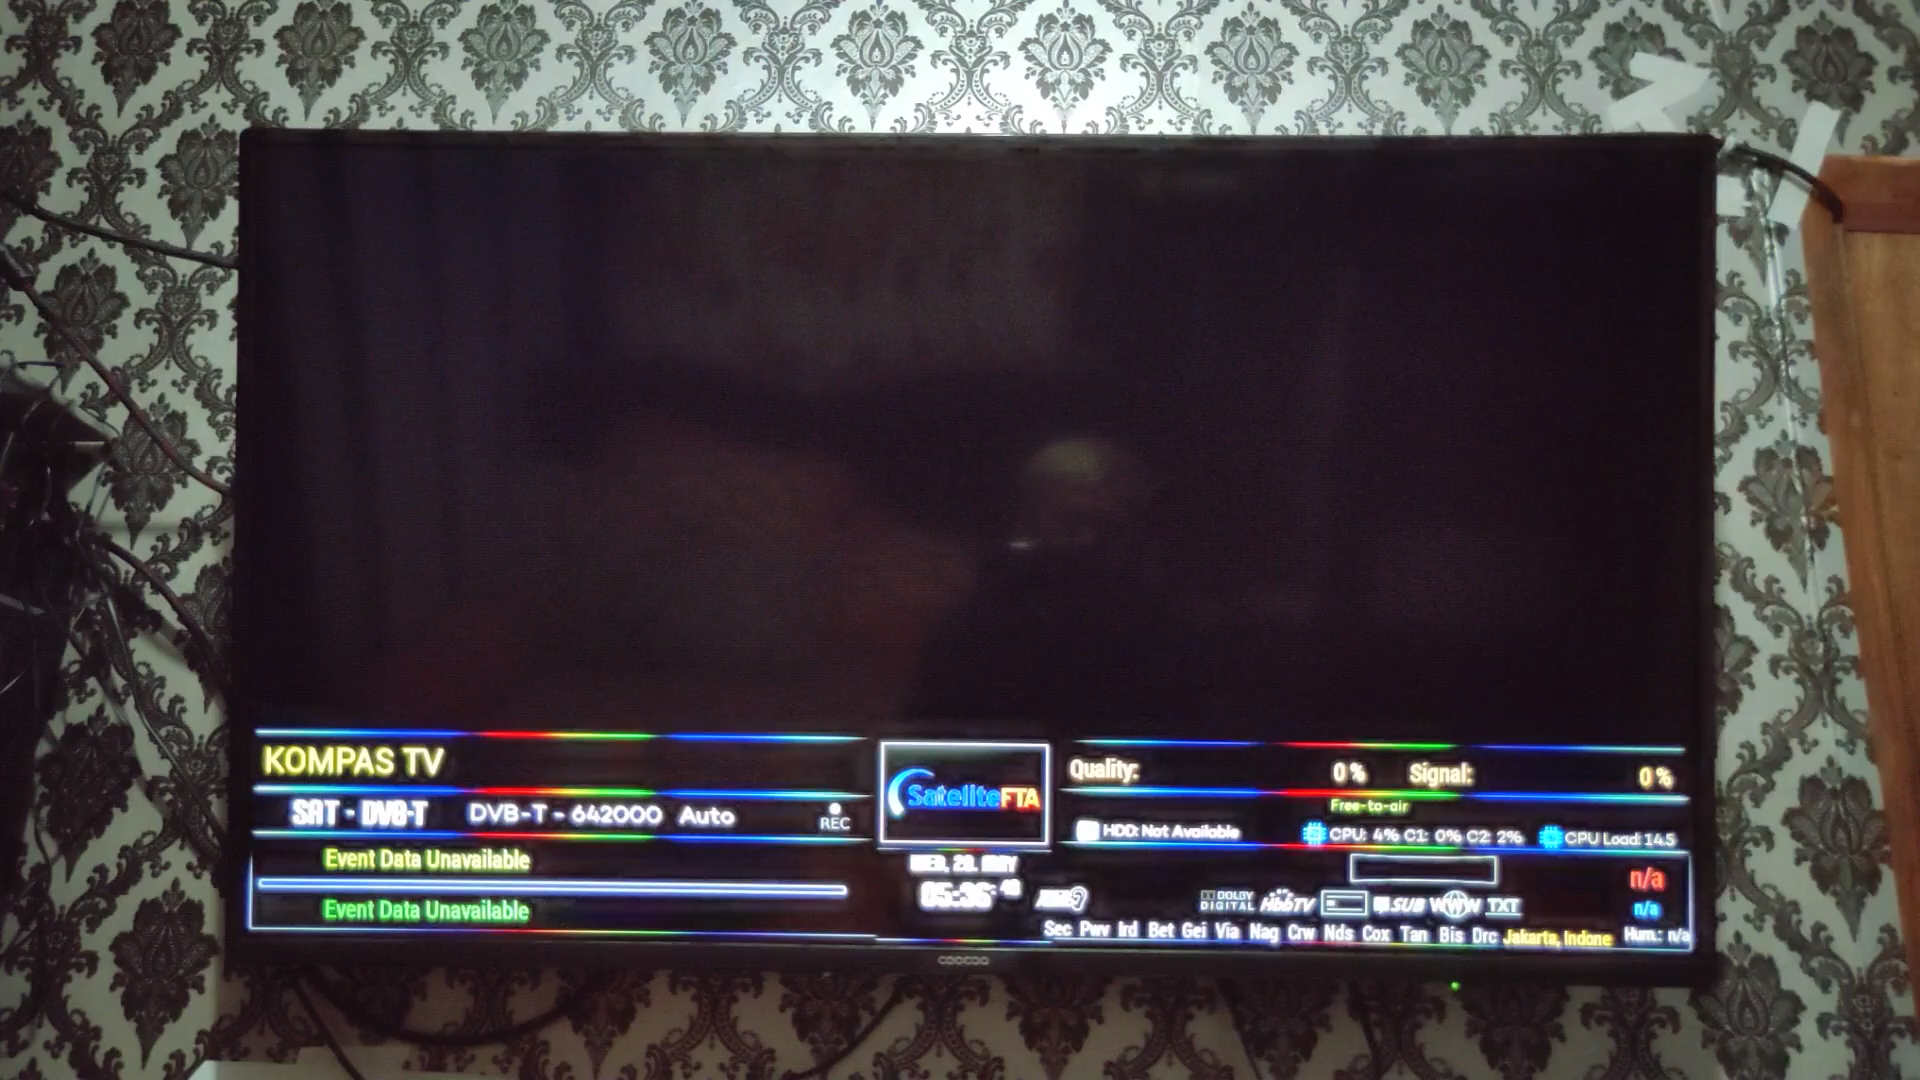 KOMPAS TV
SAT - DVB-T DVB-T - 642000 Auto REC
Event Data Unavailable
Event Data Unavailable
SatelliteFTA
05:36:
Quality: 0 % Signal: 0 %
Free-to-air
HDD: Not Available CPU: 4% C1: 0% C2: 2% CPU Load: 14.5
n/a
DOLBY DIGITAL HbbTV SUB WWW TXT n/a
Sec Pwv Ird Bet Gei Via Nag Crw Nds Cox Tan Bis Drc Jakarta, Indone Hum.: n/a
coocaa